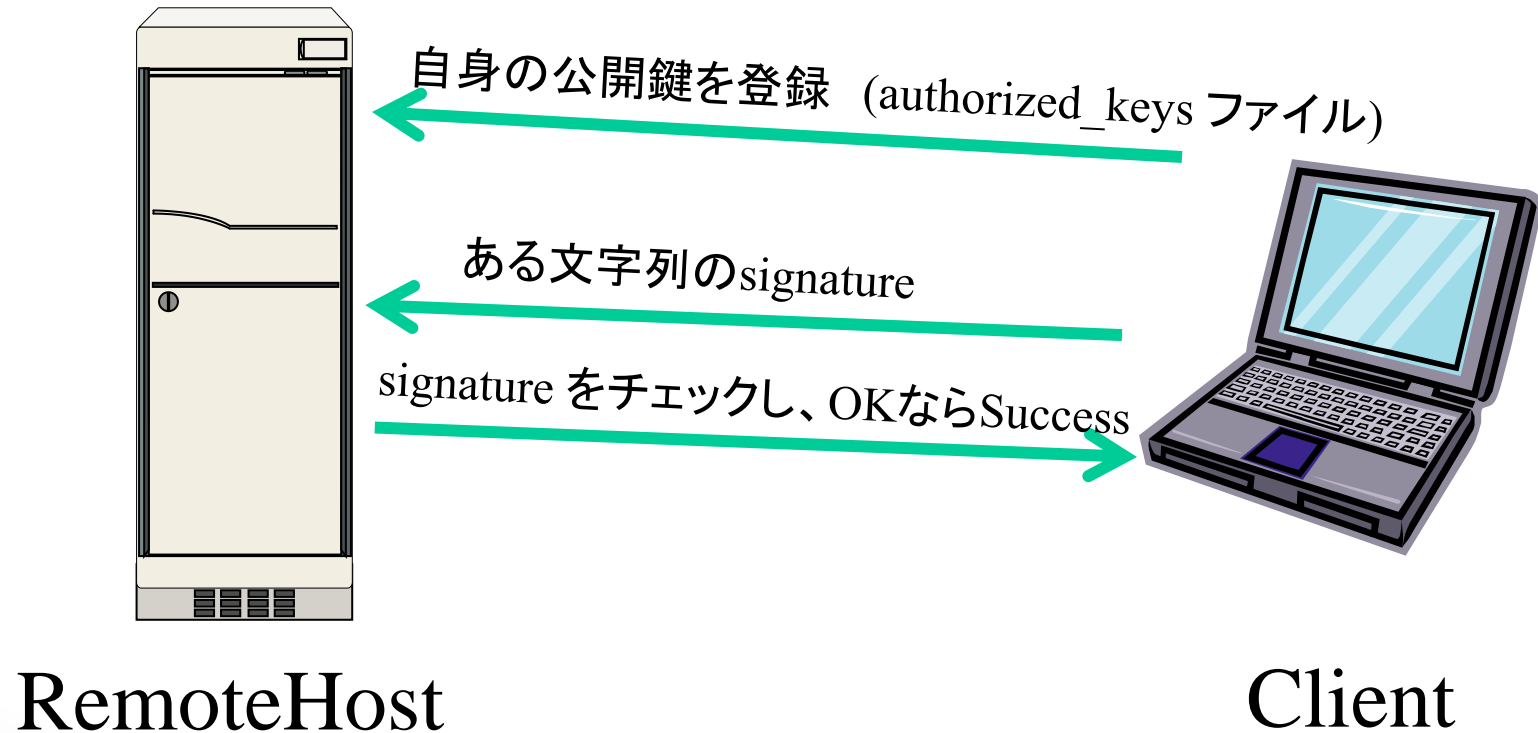 自身の公開鍵を登録 (authorized_keys ファイル)
ある文字列のsignature
signature をチェックし、OKならSuccess
RemoteHost
Client